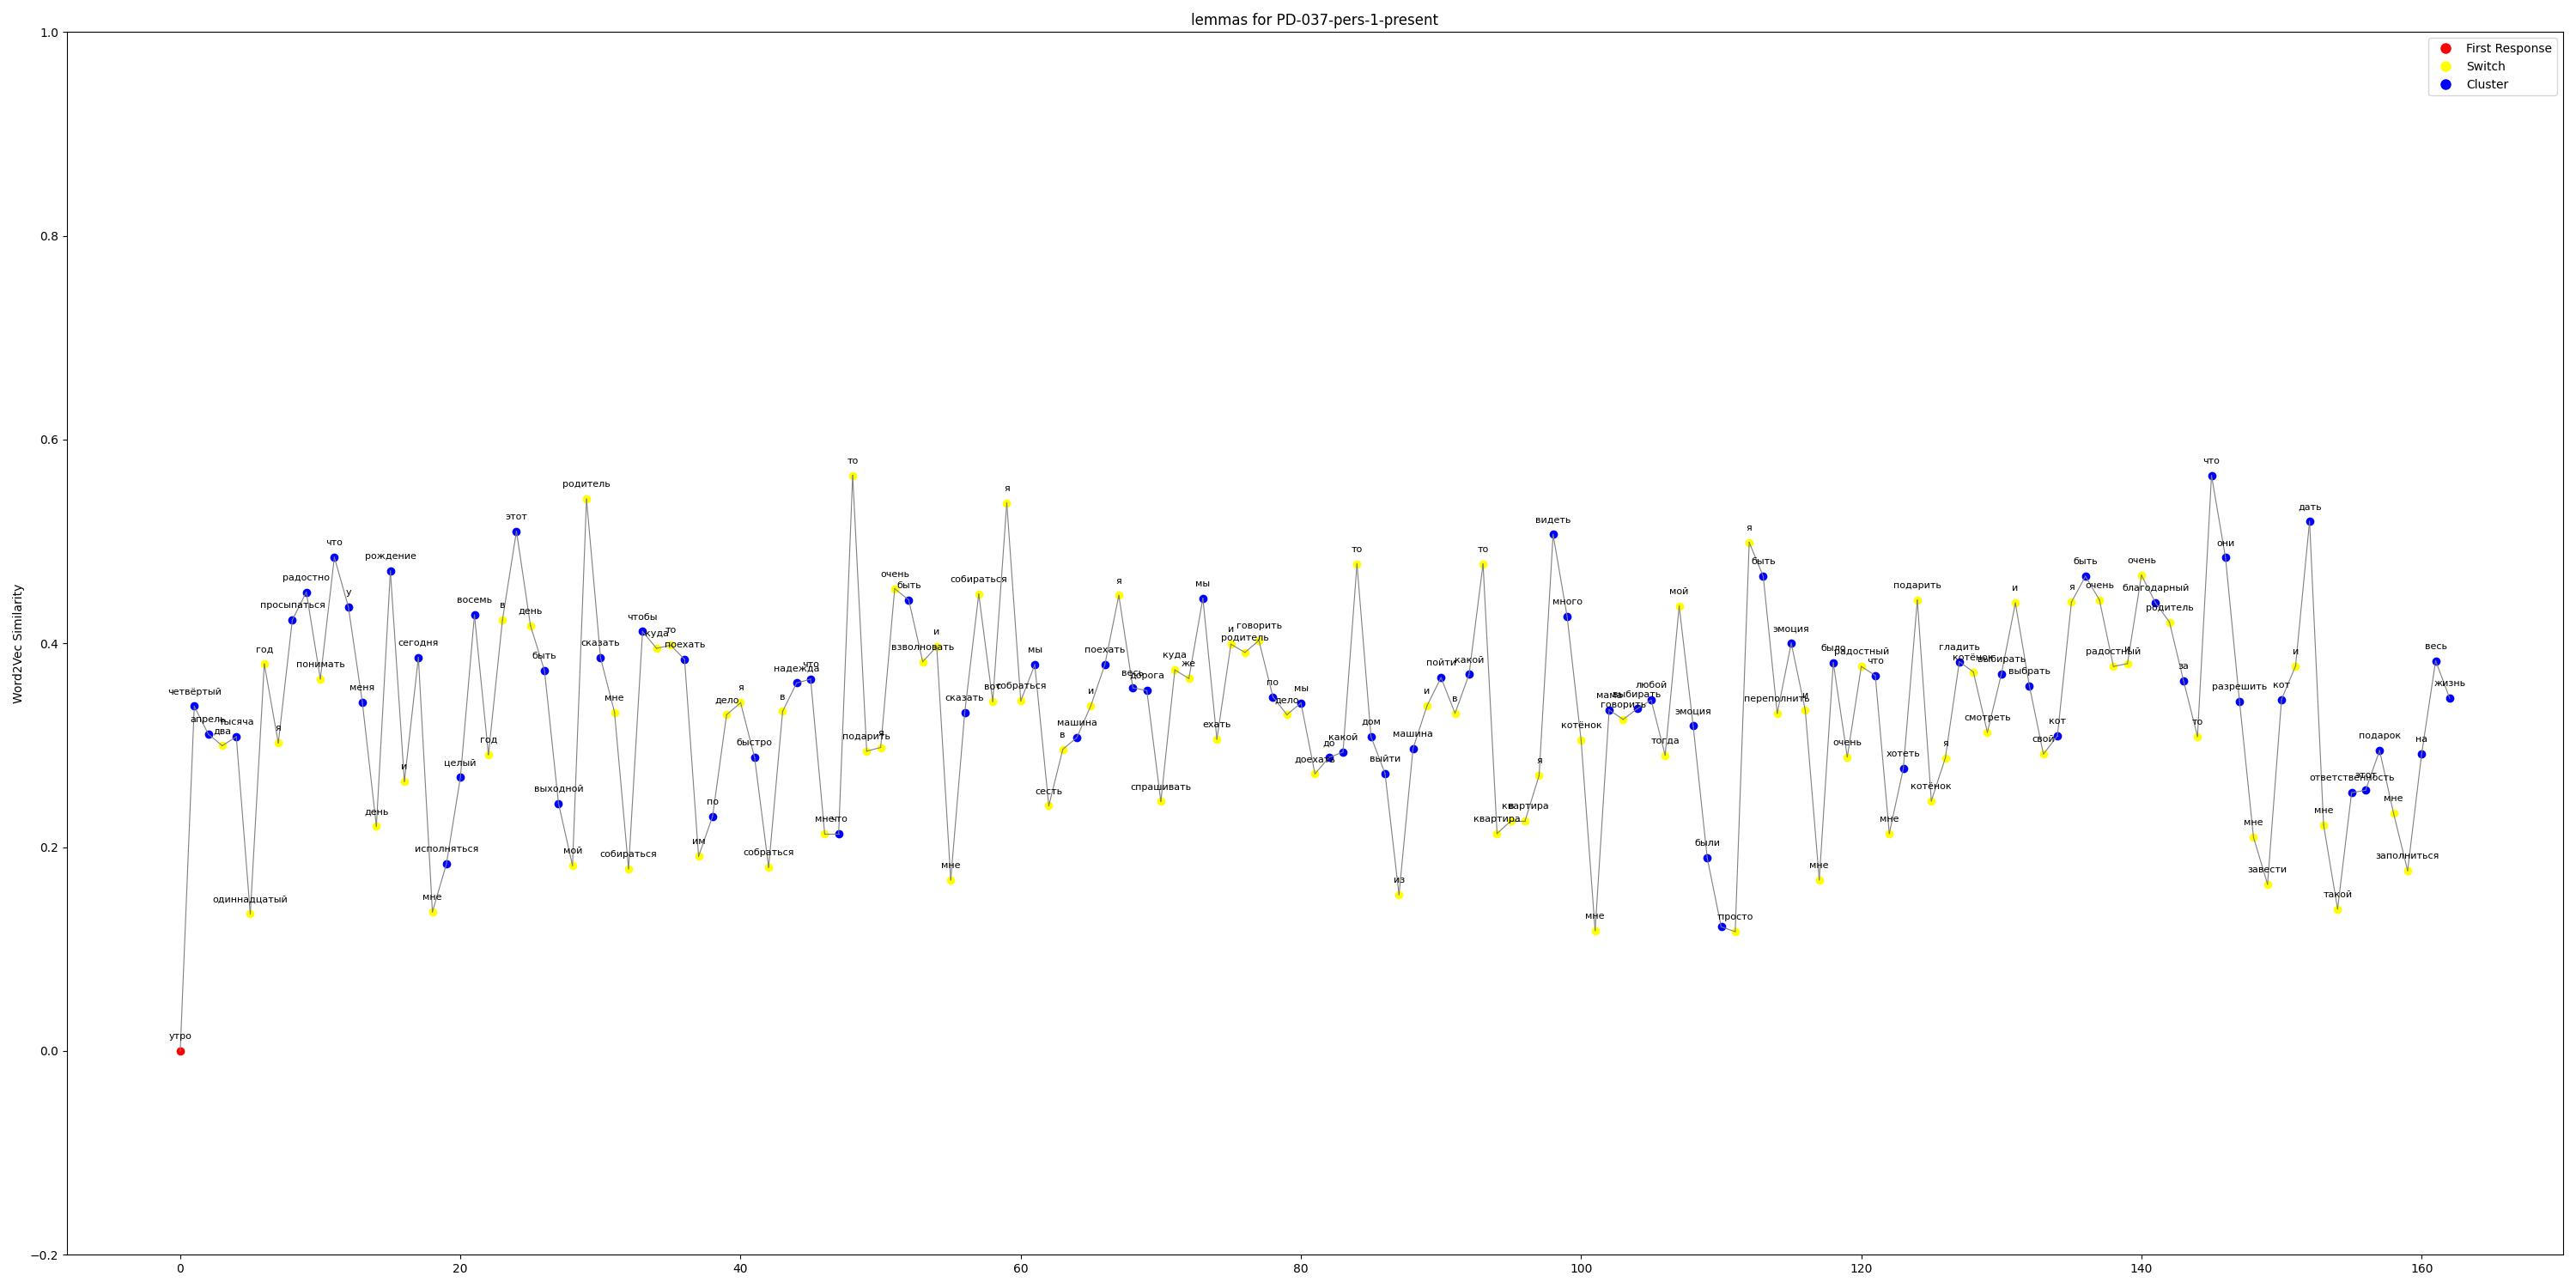 lemmas for PD-037-pers-1-present
Word2Vec Similarity
1.0
0.8
0.6
0.4
0.2
0.0
−0.2
0 20 40 60 80 100 120 140 160
First Response
Switch
Cluster
утро
четвёртый
апрель
два
тысяча
одиннадцатый
год
я
просыпаться
радостно
понимать
что
у
меня
день
рождение
и
сегодня
мне
исполняться
целый
восемь
год
в
этот
день
быть
выходной
мой
родитель
сказать
мне
собираться
чтобы
куда
то
поехать
им
по
дело
я
быстро
собраться
в
надежда
что
мне
что
то
подарить
я
очень
быть
взволновать
и
мне
сказать
собираться
вот
я
собраться
мы
сесть
в
машина
и
поехать
я
весь
дорога
спрашивать
куда
же
мы
ехать
и
родитель
говорить
по
дело
мы
доехать
до
какой
то
дом
выйти
из
машина
и
пойти
в
какой
то
квартира
в
квартира
я
видеть
много
котёнок
мне
мама
говорить
выбирать
любой
тогда
мой
эмоция
были
просто
я
быть
переполнить
эмоция
и
мне
было
очень
радостный
что
мне
хотеть
подарить
котёнок
я
гладить
котёнок
смотреть
выбирать
и
выбрать
свой
кот
я
быть
очень
радостный
и
очень
благодарный
родитель
за
то
что
они
разрешить
мне
завести
кот
и
дать
мне
такой
ответственность
этот
подарок
мне
заполниться
на
весь
жизнь